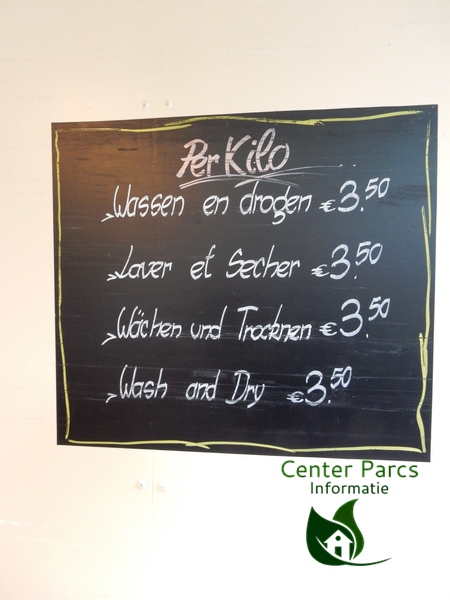 Per Kilo ...
> Wassen en drogen € 3.50
> Laver et Secher € 3.50
> Wächen und Trocknen € 3.50
> Wash and Dry € 3.50
Center Parcs
Informatie